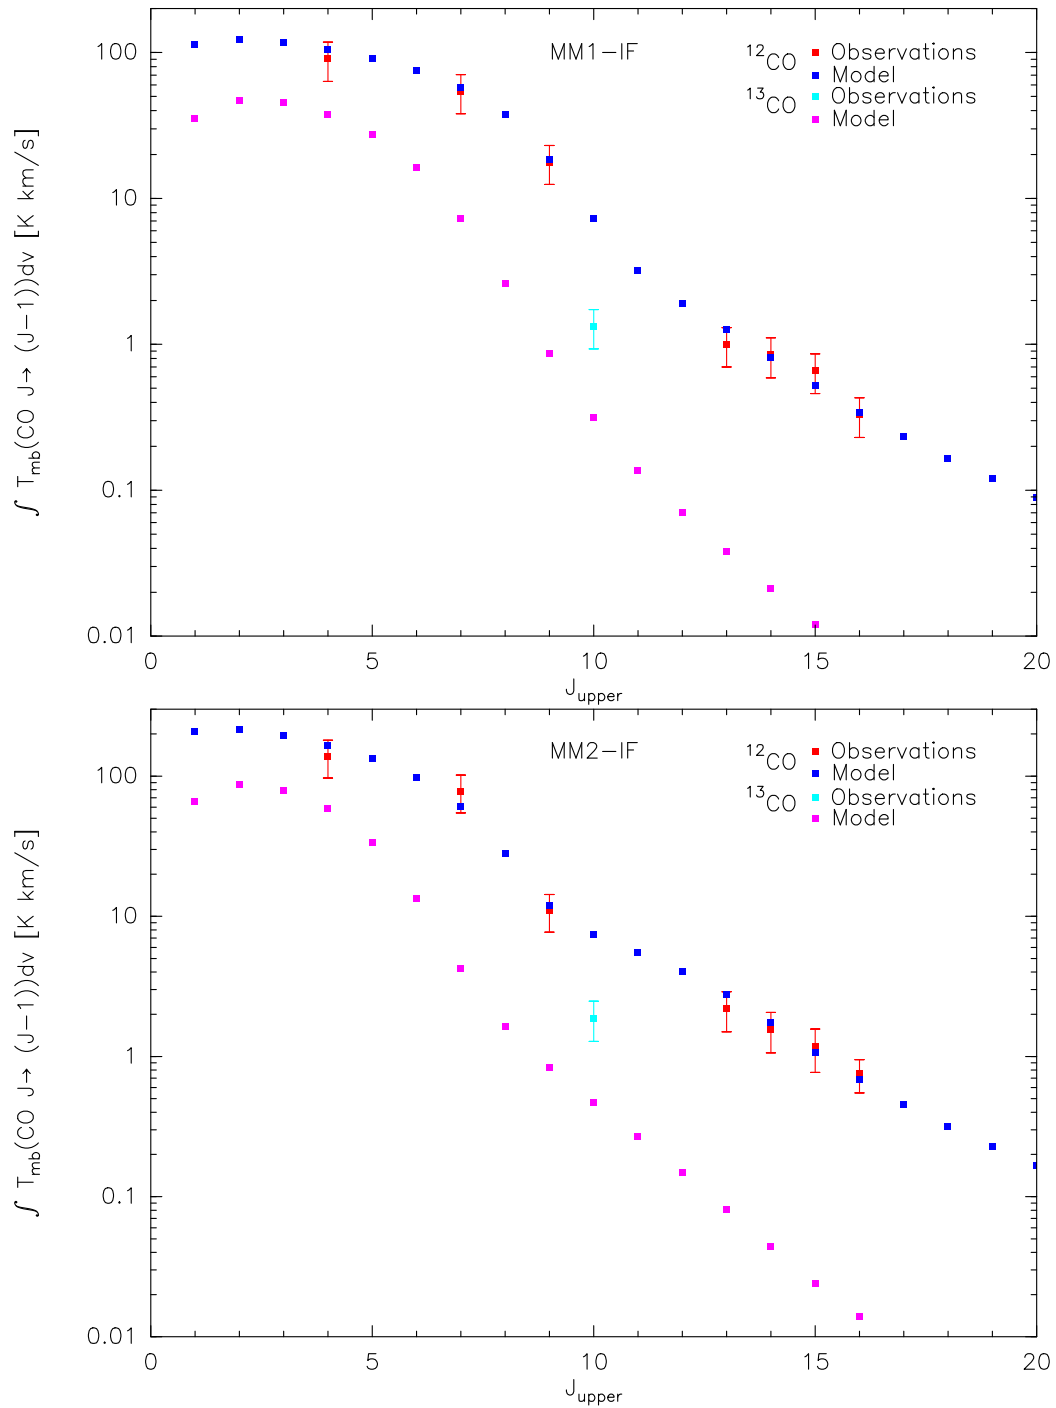 MM1−IF
¹²CO Observations
Model
¹³CO Observations
Model
100
10
1
0.1
0.01
0 5 10 15 20
J_upper
∫ T_mb(CO J→ (J−1))dv [K km/s]
MM2−IF
¹²CO Observations
Model
¹³CO Observations
Model
100
10
1
0.1
0.01
0 5 10 15 20
J_upper
∫ T_mb(CO J→ (J−1))dv [K km/s]